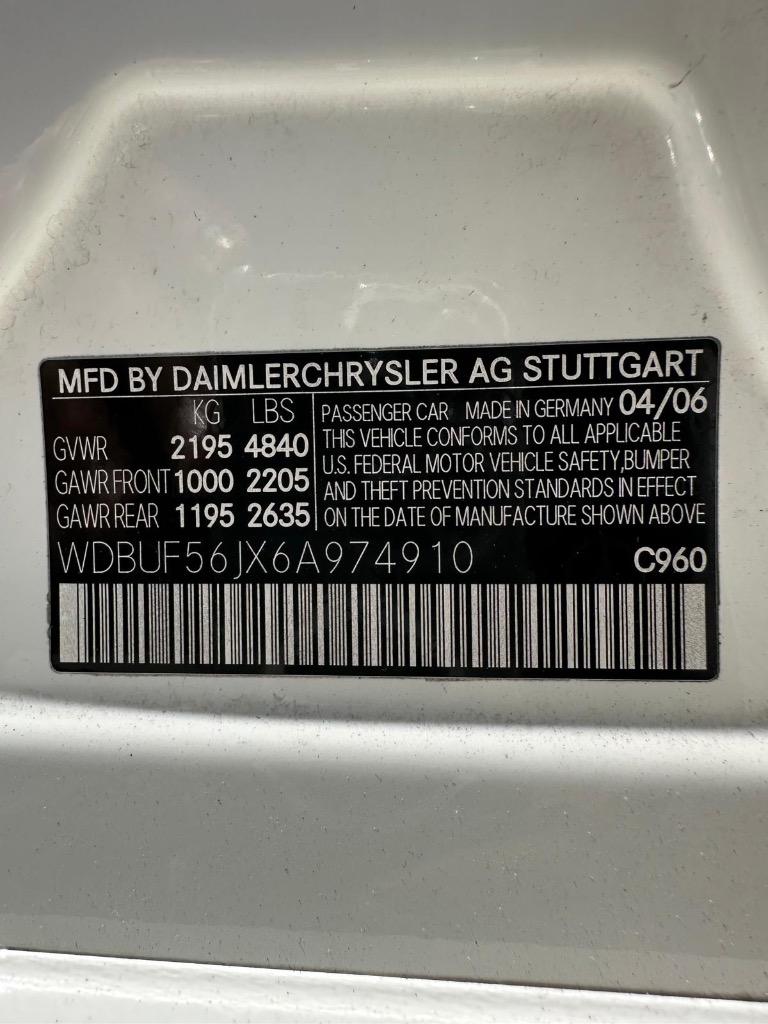 MFD BY DAIMLERCHRYSLER AG STUTTGART
KG LBS
GVWR 2195 4840
GAWR FRONT 1000 2205
GAWR REAR 1195 2635
PASSENGER CAR MADE IN GERMANY 04/06
THIS VEHICLE CONFORMS TO ALL APPLICABLE
U.S. FEDERAL MOTOR VEHICLE SAFETY,BUMPER
AND THEFT PREVENTION STANDARDS IN EFFECT
ON THE DATE OF MANUFACTURE SHOWN ABOVE
WDBUF56JX6A974910 C960